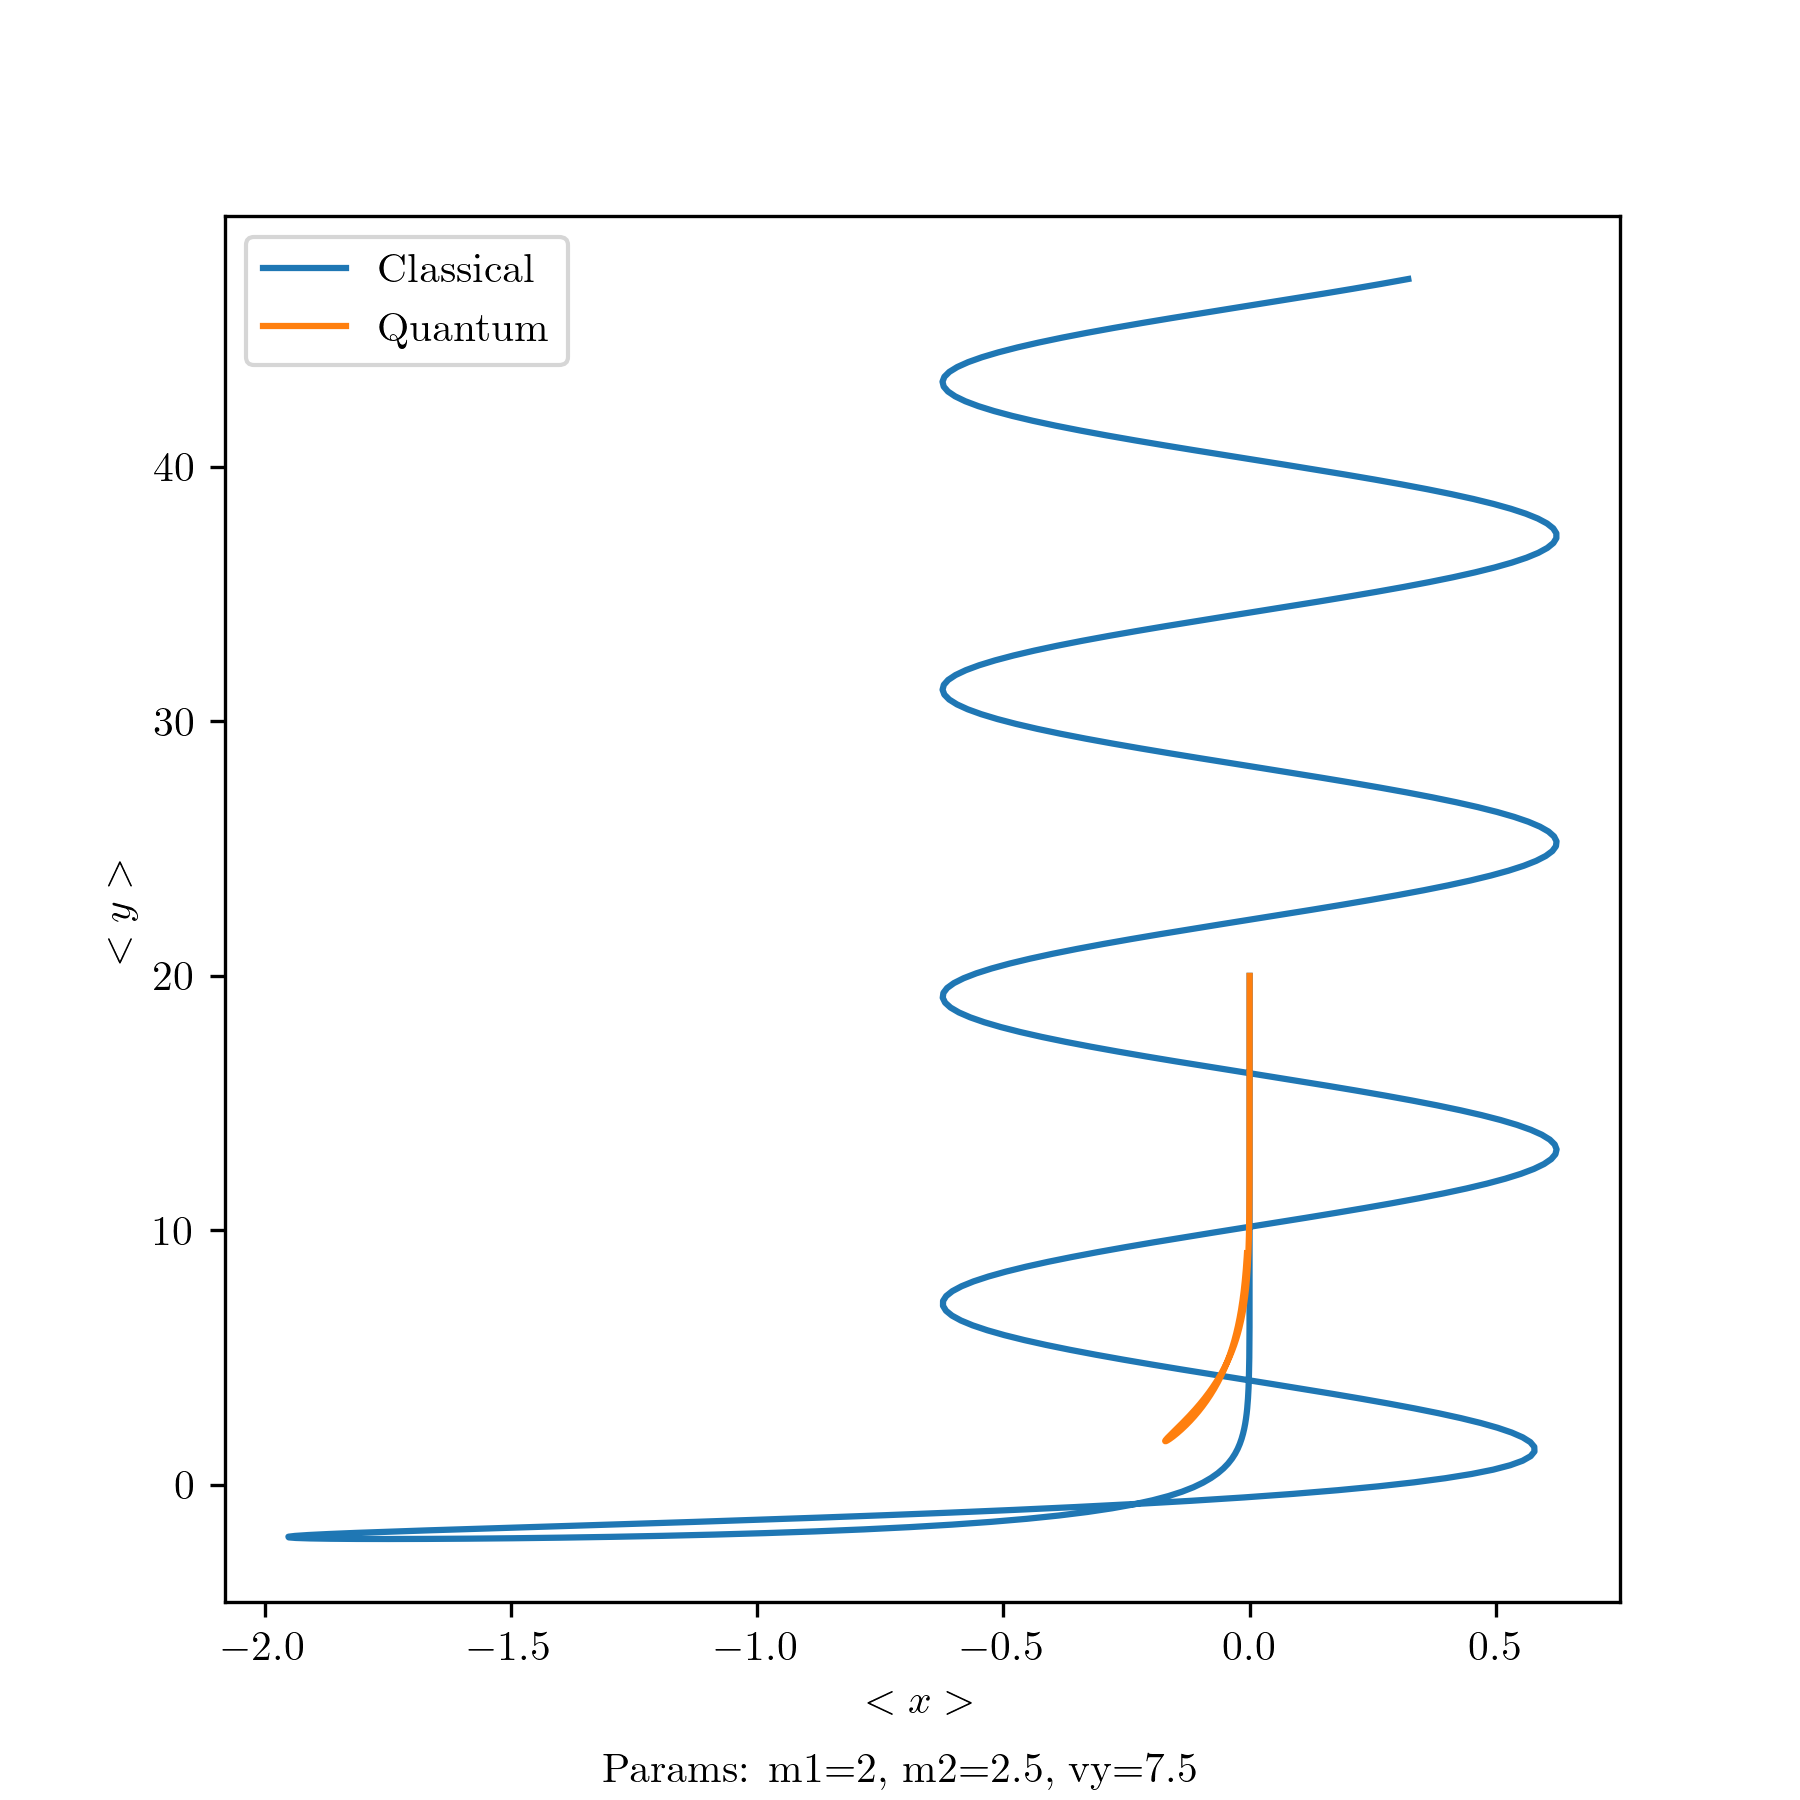 Classical
Quantum
40
30
20
10
0
< y >
−2.0 −1.5 −1.0 −0.5 0.0 0.5
< x >
Params: m1=2, m2=2.5, vy=7.5